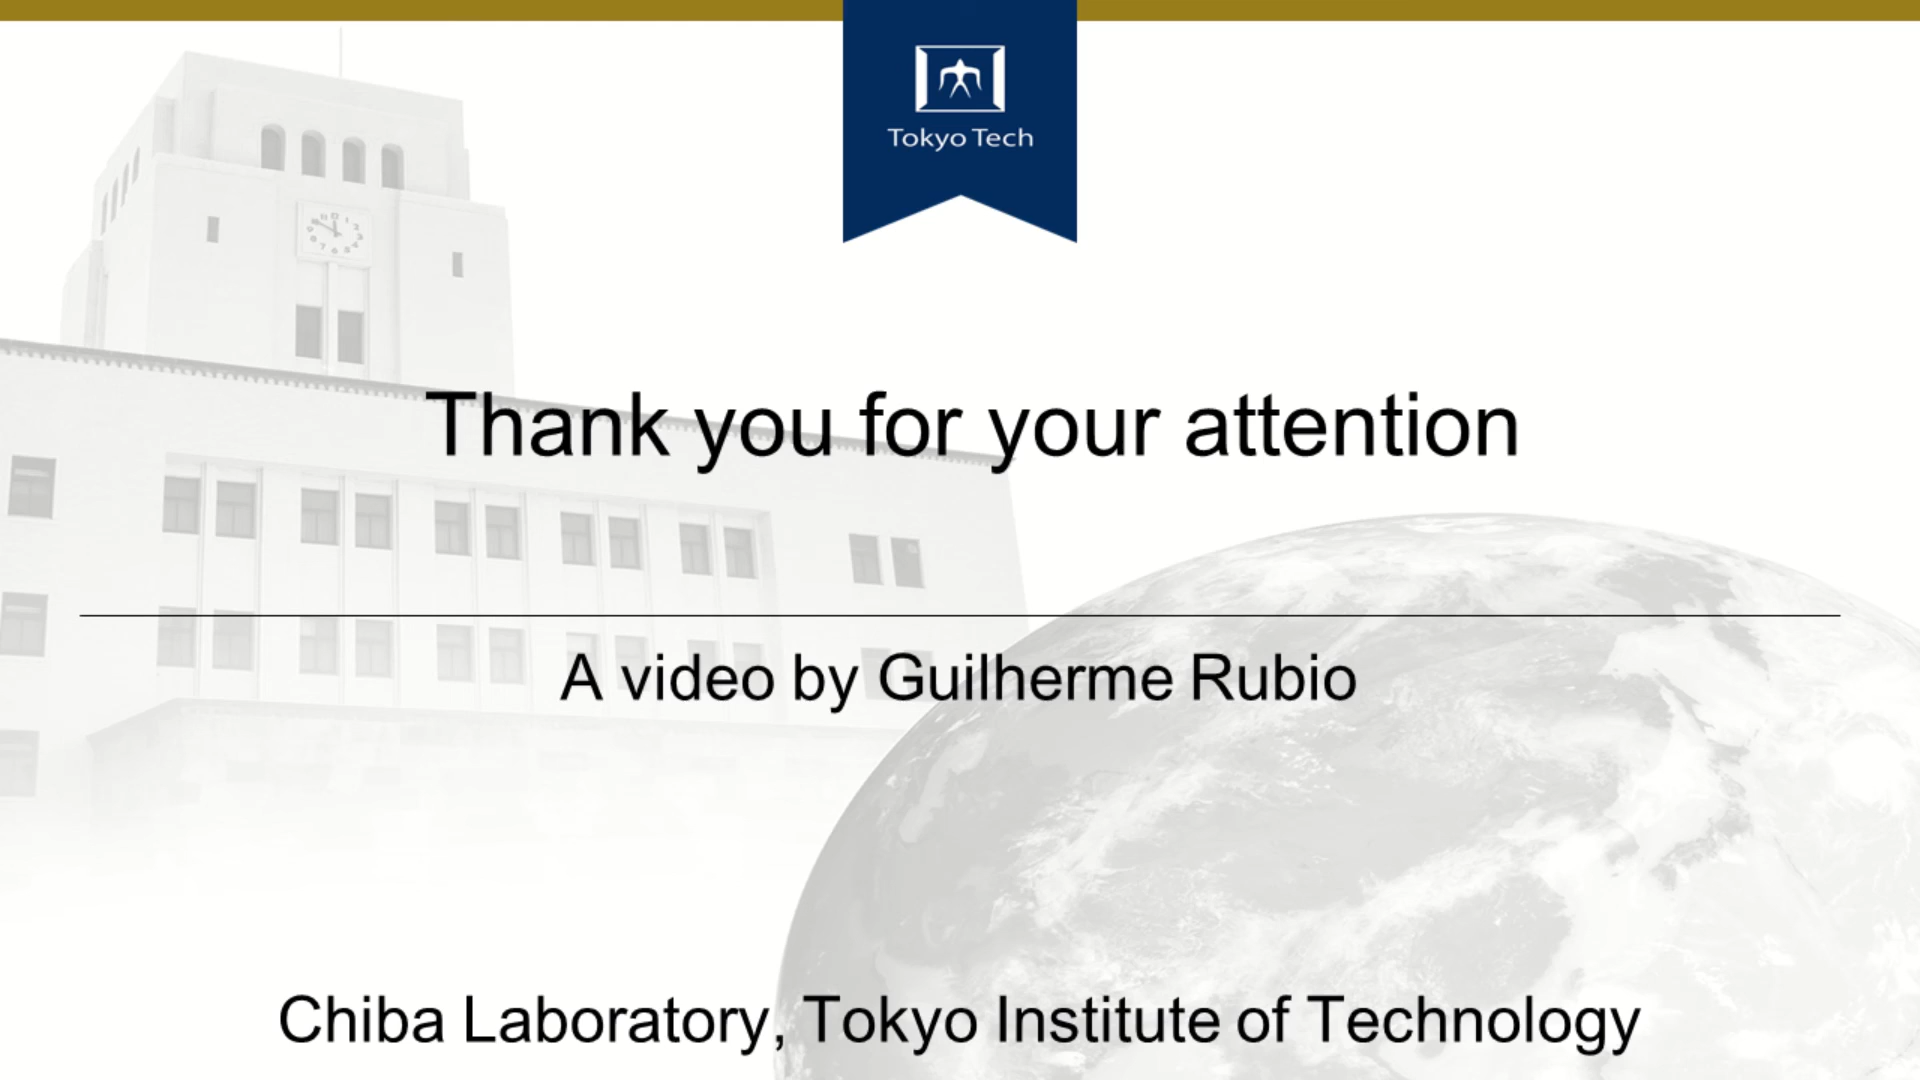 Tokyo Tech
Thank you for your attention
A video by Guilherme Rubio
Chiba Laboratory, Tokyo Institute of Technology